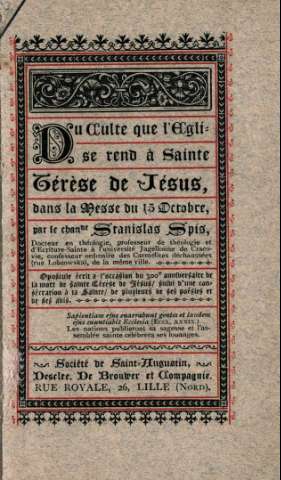 Du Culte que l'Egli-
se rend à Sainte
Térèse de Jésus,
dans la Messe du 15 Octobre,
par le channe Stanislas Spis,
Docteur en théologie, professeur de théologie et
d'Ecriture-Sainte à l'université Jagellonne de Craco-
vie, confesseur ordinaire des Carmélites déchaussées
(rue Lobzowska), de la même ville.
Opuscule écrit à l'occasion du 300e anniversaire de
la mort de Sainte Térèse de Jésus; suivi d'une con-
sécration à la Sainte; de plusieurs de ses poésies et
de ses avis.
Sapientiam ejus enarrabunt gentes et laudem
ejus enuntiabit Ecclesia (Eccl. XXXIX.).
Les nations publieront sa sagesse et l'as-
semblée sainte célébrera ses louanges.
Société de Saint-Augustin,
Desclée, De Brouwer et Compagnie.
RUE ROYALE, 26, LILLE (NORD).